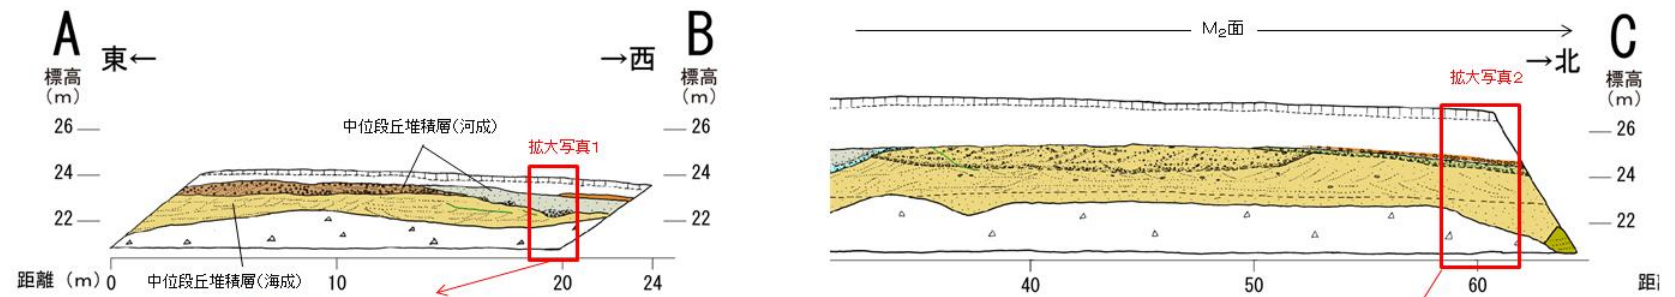 A
東← →西
B
標高
(m)
標高
(m)
26
24
22
26
24
22
中位段丘堆積層(河成)
拡大写真1
中位段丘堆積層(海成)
距離(m) 0 10 20 24
M₂面
→北
C
標高
(m)
拡大写真2
26
24
22
40 50 60